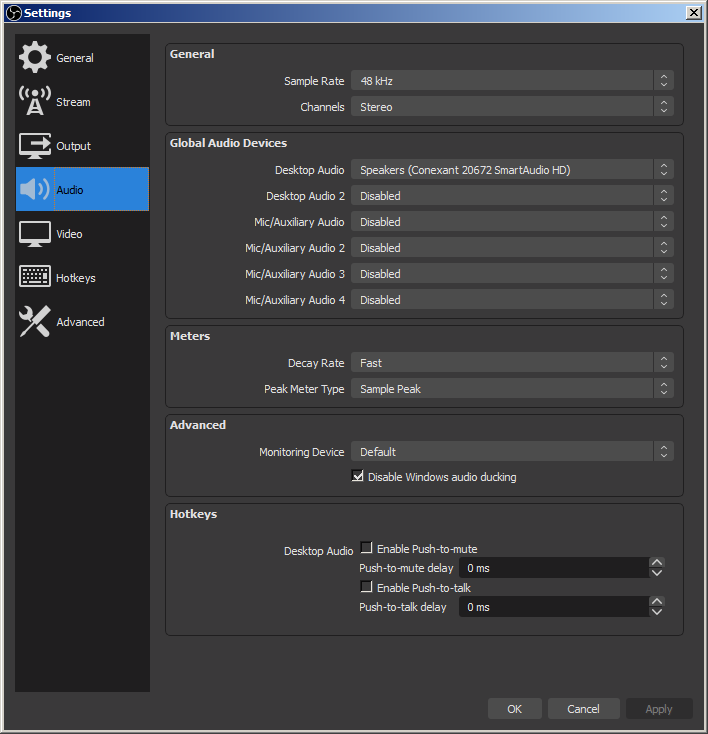 Settings
General
Stream
Output
Audio
Video
Hotkeys
Advanced
General
Sample Rate 48 kHz
Channels Stereo
Global Audio Devices
Desktop Audio Speakers (Conexant 20672 SmartAudio HD)
Desktop Audio 2 Disabled
Mic/Auxiliary Audio Disabled
Mic/Auxiliary Audio 2 Disabled
Mic/Auxiliary Audio 3 Disabled
Mic/Auxiliary Audio 4 Disabled
Meters
Decay Rate Fast
Peak Meter Type Sample Peak
Advanced
Monitoring Device Default
Disable Windows audio ducking
Hotkeys
Desktop Audio Enable Push-to-mute
Push-to-mute delay 0 ms
Enable Push-to-talk
Push-to-talk delay 0 ms
OK Cancel Apply